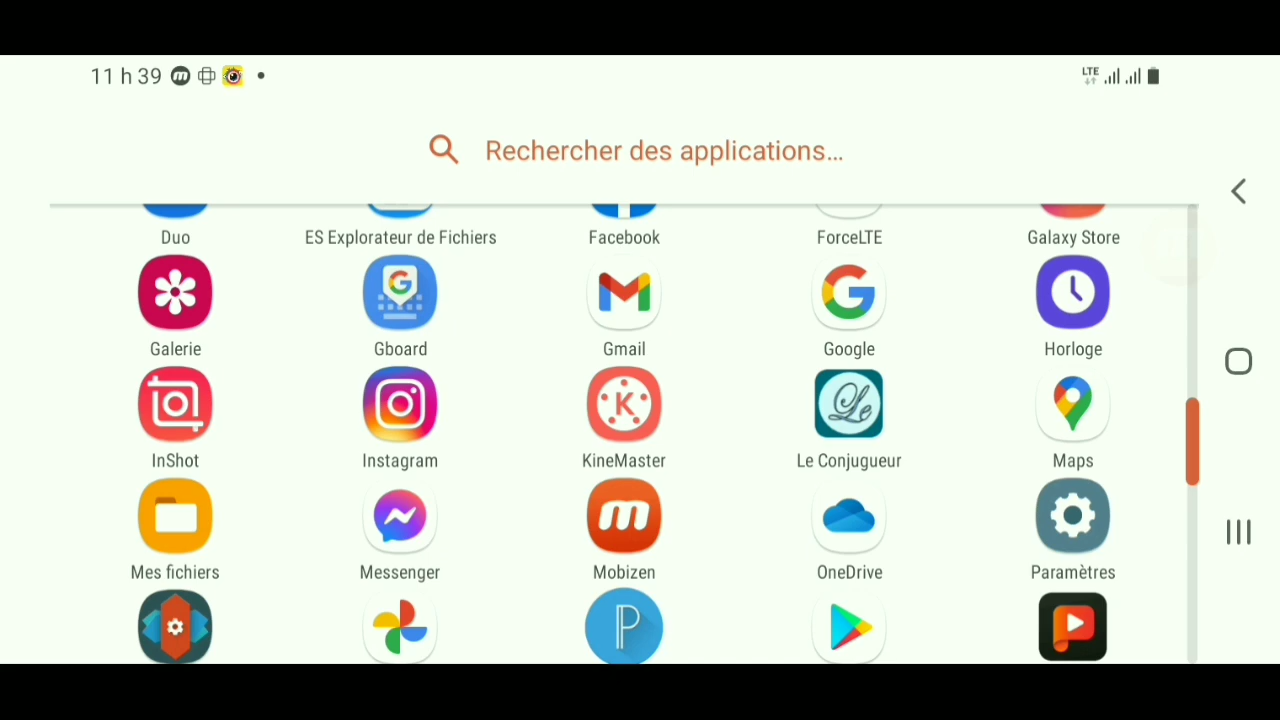 11 h 39
LTE
Rechercher des applications...
Duo
ES Explorateur de Fichiers
Facebook
ForceLTE
Galaxy Store
Galerie
Gboard
Gmail
Google
Horloge
InShot
Instagram
KineMaster
Le Conjugueur
Maps
Mes fichiers
Messenger
Mobizen
OneDrive
Paramètres